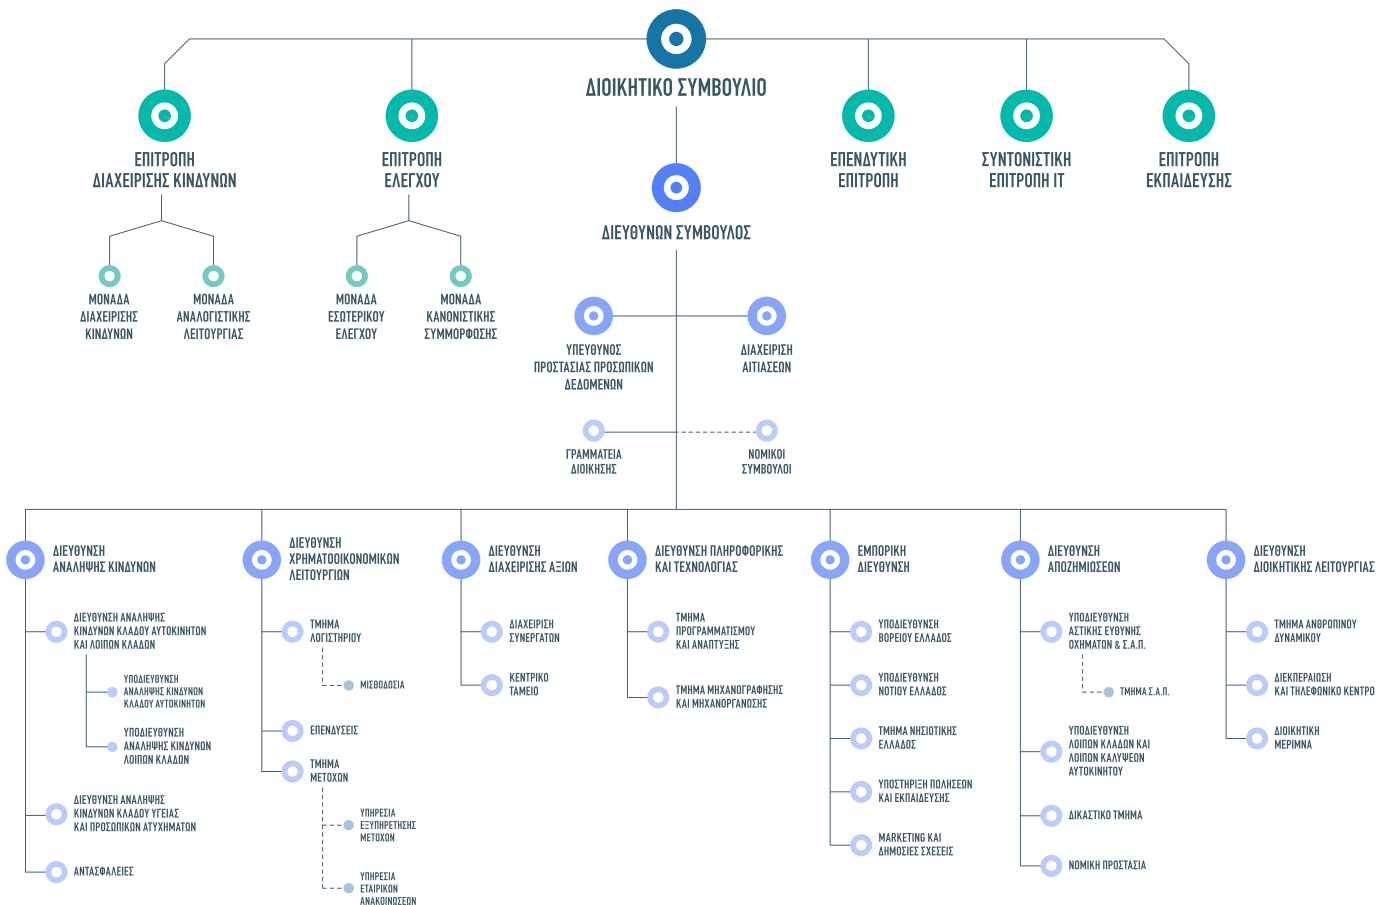 ΔΙΟΙΚΗΤΙΚΟ ΣΥΜΒΟΥΛΙΟ
ΕΠΙΤΡΟΠΗ
ΔΙΑΧΕΙΡΙΣΗΣ ΚΙΝΔΥΝΩΝ
ΕΠΙΤΡΟΠΗ
ΕΛΕΓΧΟΥ
ΕΠΕΝΔΥΤΙΚΗ
ΕΠΙΤΡΟΠΗ
ΣΥΝΤΟΝΙΣΤΙΚΗ
ΕΠΙΤΡΟΠΗ IT
ΕΠΙΤΡΟΠΗ
ΕΚΠΑΙΔΕΥΣΗΣ
ΔΙΕΥΘΥΝΩΝ ΣΥΜΒΟΥΛΟΣ
ΜΟΝΑΔΑ
ΔΙΑΧΕΙΡΙΣΗΣ
ΚΙΝΔΥΝΩΝ
ΜΟΝΑΔΑ
ΑΝΑΛΟΓΙΣΤΙΚΗΣ
ΛΕΙΤΟΥΡΓΙΑΣ
ΜΟΝΑΔΑ
ΕΣΩΤΕΡΙΚΟΥ
ΕΛΕΓΧΟΥ
ΜΟΝΑΔΑ
ΚΑΝΟΝΙΣΤΙΚΗΣ
ΣΥΜΜΟΡΦΩΣΗΣ
ΥΠΕΥΘΥΝΟΣ
ΠΡΟΣΤΑΣΙΑΣ ΠΡΟΣΩΠΙΚΩΝ
ΔΕΔΟΜΕΝΩΝ
ΔΙΑΧΕΙΡΙΣΗ
ΑΙΤΙΑΣΕΩΝ
ΓΡΑΜΜΑΤΕΙΑ
ΔΙΟΙΚΗΣΗΣ
ΝΟΜΙΚΟΙ
ΣΥΜΒΟΥΛΟΙ
ΔΙΕΥΘΥΝΣΗ
ΑΝΑΛΗΨΗΣ ΚΙΝΔΥΝΩΝ
ΔΙΕΥΘΥΝΣΗ ΑΝΑΛΗΨΗΣ
ΚΙΝΔΥΝΩΝ ΚΛΑΔΟΥ ΑΥΤΟΚΙΝΗΤΩΝ
ΚΑΙ ΛΟΙΠΩΝ ΚΛΑΔΩΝ
ΥΠΟΔΙΕΥΘΥΝΣΗ
ΑΝΑΛΗΨΗΣ ΚΙΝΔΥΝΩΝ
ΚΛΑΔΟΥ ΑΥΤΟΚΙΝΗΤΩΝ
ΥΠΟΔΙΕΥΘΥΝΣΗ
ΑΝΑΛΗΨΗΣ ΚΙΝΔΥΝΩΝ
ΛΟΙΠΩΝ ΚΛΑΔΩΝ
ΔΙΕΥΘΥΝΣΗ ΑΝΑΛΗΨΗΣ
ΚΙΝΔΥΝΩΝ ΚΛΑΔΟΥ ΥΓΕΙΑΣ
ΚΑΙ ΠΡΟΣΩΠΙΚΩΝ ΑΤΥΧΗΜΑΤΩΝ
ΑΝΤΑΣΦΑΛΕΙΕΣ
ΔΙΕΥΘΥΝΣΗ
ΧΡΗΜΑΤΟΟΙΚΟΝΟΜΙΚΩΝ
ΛΕΙΤΟΥΡΓΙΩΝ
ΤΜΗΜΑ
ΛΟΓΙΣΤΗΡΙΟΥ
ΜΙΣΘΟΔΟΣΙΑ
ΕΠΕΝΔΥΣΕΙΣ
ΤΜΗΜΑ
ΜΕΤΟΧΩΝ
ΥΠΗΡΕΣΙΑ
ΕΞΥΠΗΡΕΤΗΣΗΣ
ΜΕΤΟΧΩΝ
ΥΠΗΡΕΣΙΑ
ΕΤΑΙΡΙΚΩΝ
ΑΝΑΚΟΙΝΩΣΕΩΝ
ΔΙΕΥΘΥΝΣΗ
ΔΙΑΧΕΙΡΙΣΗΣ ΑΞΙΩΝ
ΔΙΑΧΕΙΡΙΣΗ
ΣΥΝΕΡΓΑΤΩΝ
ΚΕΝΤΡΙΚΟ
ΤΑΜΕΙΟ
ΔΙΕΥΘΥΝΣΗ ΠΛΗΡΟΦΟΡΙΚΗΣ
ΚΑΙ ΤΕΧΝΟΛΟΓΙΑΣ
ΤΜΗΜΑ
ΠΡΟΓΡΑΜΜΑΤΙΣΜΟΥ
ΚΑΙ ΑΝΑΠΤΥΞΗΣ
ΤΜΗΜΑ ΜΗΧΑΝΟΓΡΑΦΗΣΗΣ
ΚΑΙ ΜΗΧΑΝΟΡΓΑΝΩΣΗΣ
ΕΜΠΟΡΙΚΗ
ΔΙΕΥΘΥΝΣΗ
ΥΠΟΔΙΕΥΘΥΝΣΗ
ΒΟΡΕΙΟΥ ΕΛΛΑΔΟΣ
ΥΠΟΔΙΕΥΘΥΝΣΗ
ΝΟΤΙΟΥ ΕΛΛΑΔΟΣ
ΤΜΗΜΑ ΝΗΣΙΩΤΙΚΗΣ
ΕΛΛΑΔΟΣ
ΥΠΟΣΤΗΡΙΞΗ ΠΩΛΗΣΕΩΝ
ΚΑΙ ΕΚΠΑΙΔΕΥΣΗΣ
MARKETING ΚΑΙ
ΔΗΜΟΣΙΕΣ ΣΧΕΣΕΙΣ
ΔΙΕΥΘΥΝΣΗ
ΑΠΟΖΗΜΙΩΣΕΩΝ
ΥΠΟΔΙΕΥΘΥΝΣΗ
ΑΣΤΙΚΗΣ ΕΥΘΥΝΗΣ
ΟΧΗΜΑΤΩΝ & Σ.Α.Π.
ΤΜΗΜΑ Σ.Α.Π.
ΥΠΟΔΙΕΥΘΥΝΣΗ
ΛΟΙΠΩΝ ΚΛΑΔΩΝ ΚΑΙ
ΛΟΙΠΩΝ ΚΑΛΥΨΕΩΝ
ΑΥΤΟΚΙΝΗΤΟΥ
ΔΙΚΑΣΤΙΚΟ ΤΜΗΜΑ
ΝΟΜΙΚΗ ΠΡΟΣΤΑΣΙΑ
ΔΙΕΥΘΥΝΣΗ
ΔΙΟΙΚΗΤΙΚΗΣ ΛΕΙΤΟΥΡΓΙΑΣ
ΤΜΗΜΑ ΑΝΘΡΩΠΙΝΟΥ
ΔΥΝΑΜΙΚΟΥ
ΔΙΕΚΠΕΡΑΙΩΣΗ
ΚΑΙ ΤΗΛΕΦΩΝΙΚΟ ΚΕΝΤΡΟ
ΔΙΟΙΚΗΤΙΚΗ
ΜΕΡΙΜΝΑ